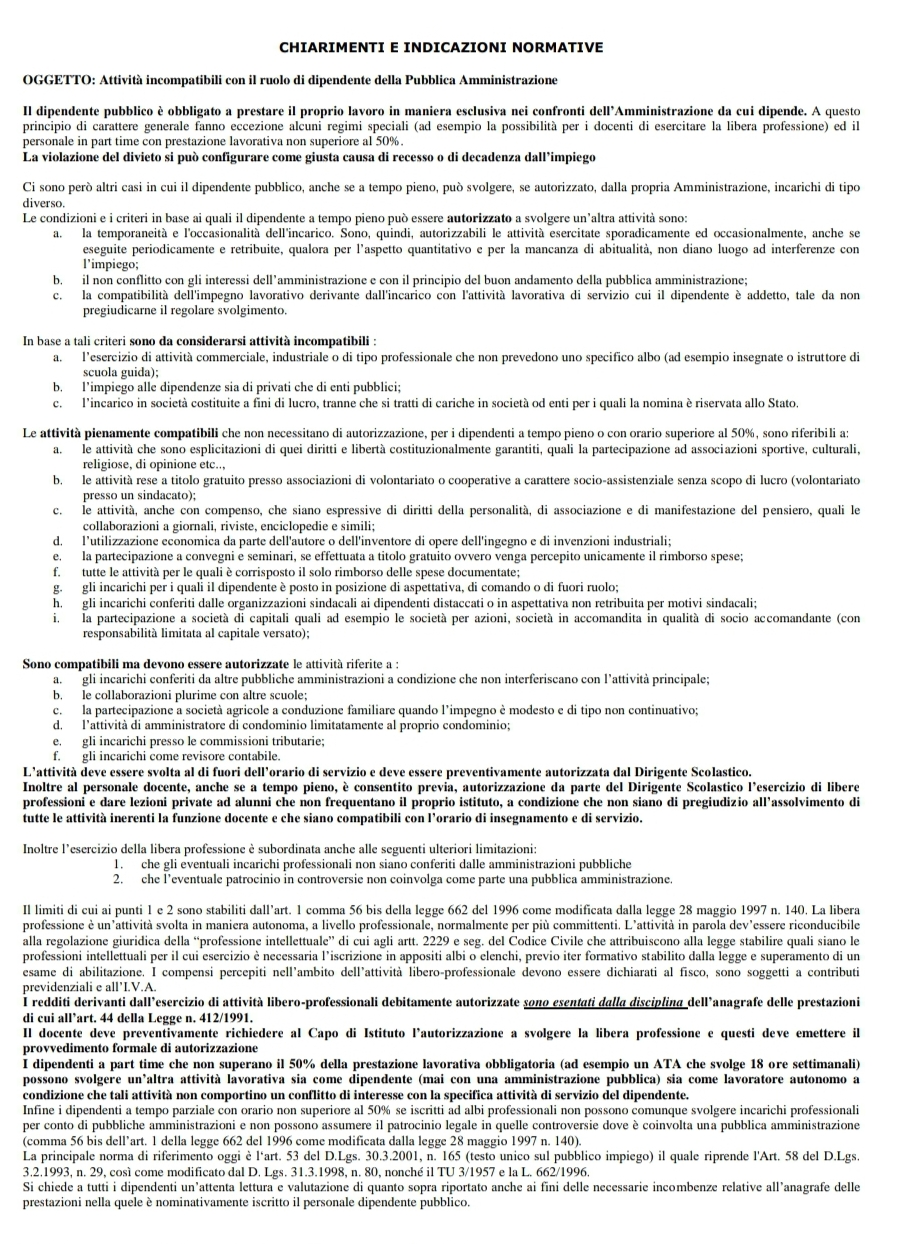 CHIARIMENTI E INDICAZIONI NORMATIVE
OGGETTO: Attività incompatibili con il ruolo di dipendente della Pubblica Amministrazione
Il dipendente pubblico è obbligato a prestare il proprio lavoro in maniera esclusiva nei confronti dell'Amministrazione da cui dipende. A questo
principio di carattere generale fanno eccezione alcuni regimi speciali (ad esempio la possibilità per i docenti di esercitare la libera professione) ed il
personale in part time con prestazione lavorativa non superiore al 50%.
La violazione del divieto si può configurare come giusta causa di recesso o di decadenza dall'impiego
Ci sono però altri casi in cui il dipendente pubblico, anche se a tempo pieno, può svolgere, se autorizzato, dalla propria Amministrazione, incarichi di tipo
diverso.
Le condizioni e i criteri in base ai quali il dipendente a tempo pieno può essere autorizzato a svolgere un'altra attività sono:
a. la temporaneità e l'occasionalità dell'incarico. Sono, quindi, autorizzabili le attività esercitate sporadicamente ed occasionalmente, anche se
eseguite periodicamente e retribuite, qualora per l'aspetto quantitativo e per la mancanza di abitualità, non diano luogo ad interferenze con
l'impiego;
b. il non conflitto con gli interessi dell'amministrazione e con il principio del buon andamento della pubblica amministrazione;
c. la compatibilità dell'impegno lavorativo derivante dall'incarico con l'attività lavorativa di servizio cui il dipendente è addetto, tale da non
pregiudicarne il regolare svolgimento.
In base a tali criteri sono da considerarsi attività incompatibili :
a. l'esercizio di attività commerciale, industriale o di tipo professionale che non prevedono uno specifico albo (ad esempio insegnate o istruttore di
scuola guida);
b. l'impiego alle dipendenze sia di privati che di enti pubblici;
c. l'incarico in società costituite a fini di lucro, tranne che si tratti di cariche in società od enti per i quali la nomina è riservata allo Stato.
Le attività pienamente compatibili che non necessitano di autorizzazione, per i dipendenti a tempo pieno o con orario superiore al 50%, sono riferibili a:
a. le attività che sono esplicitazioni di quei diritti e libertà costituzionalmente garantiti, quali la partecipazione ad associazioni sportive, culturali,
religiose, di opinione etc..,
b. le attività rese a titolo gratuito presso associazioni di volontariato o cooperative a carattere socio-assistenziale senza scopo di lucro (volontariato
presso un sindacato);
c. le attività, anche con compenso, che siano espressive di diritti della personalità, di associazione e di manifestazione del pensiero, quali le
collaborazioni a giornali, riviste, enciclopedie e simili;
d. l'utilizzazione economica da parte dell'autore o dell'inventore di opere dell'ingegno e di invenzioni industriali;
e. la partecipazione a convegni e seminari, se effettuata a titolo gratuito ovvero venga percepito unicamente il rimborso spese;
f. tutte le attività per le quali è corrisposto il solo rimborso delle spese documentate;
g. gli incarichi per i quali il dipendente è posto in posizione di aspettativa, di comando o di fuori ruolo;
h. gli incarichi conferiti dalle organizzazioni sindacali ai dipendenti distaccati o in aspettativa non retribuita per motivi sindacali;
i. la partecipazione a società di capitali quali ad esempio le società per azioni, società in accomandita in qualità di socio accomandante (con
responsabilità limitata al capitale versato);
Sono compatibili ma devono essere autorizzate le attività riferite a :
a. gli incarichi conferiti da altre pubbliche amministrazioni a condizione che non interferiscano con l'attività principale;
b. le collaborazioni plurime con altre scuole;
c. la partecipazione a società agricole a conduzione familiare quando l'impegno è modesto e di tipo non continuativo;
d. l'attività di amministratore di condominio limitatamente al proprio condominio;
e. gli incarichi presso le commissioni tributarie;
f. gli incarichi come revisore contabile.
L'attività deve essere svolta al di fuori dell'orario di servizio e deve essere preventivamente autorizzata dal Dirigente Scolastico.
Inoltre al personale docente, anche se a tempo pieno, è consentito previa, autorizzazione da parte del Dirigente Scolastico l'esercizio di libere
professioni e dare lezioni private ad alunni che non frequentano il proprio istituto, a condizione che non siano di pregiudizio all'assolvimento di
tutte le attività inerenti la funzione docente e che siano compatibili con l'orario di insegnamento e di servizio.
Inoltre l'esercizio della libera professione è subordinata anche alle seguenti ulteriori limitazioni:
1. che gli eventuali incarichi professionali non siano conferiti dalle amministrazioni pubbliche
2. che l'eventuale patrocinio in controversie non coinvolga come parte una pubblica amministrazione.
Il limiti di cui ai punti 1 e 2 sono stabiliti dall'art. 1 comma 56 bis della legge 662 del 1996 come modificata dalla legge 28 maggio 1997 n. 140. La libera
professione è un'attività svolta in maniera autonoma, a livello professionale, normalmente per più committenti. L'attività in parola dev'essere riconducibile
alla regolazione giuridica della "professione intellettuale" di cui agli artt. 2229 e seg. del Codice Civile che attribuiscono alla legge stabilire quali siano le
professioni intellettuali per il cui esercizio è necessaria l'iscrizione in appositi albi o elenchi, previo iter formativo stabilito dalla legge e superamento di un
esame di abilitazione. I compensi percepiti nell'ambito dell'attività libero-professionale devono essere dichiarati al fisco, sono soggetti a contributi
previdenziali e all'I.V.A.
I redditi derivanti dall'esercizio di attività libero-professionali debitamente autorizzate sono esentati dalla disciplina dell'anagrafe delle prestazioni
di cui all'art. 44 della Legge n. 412/1991.
Il docente deve preventivamente richiedere al Capo di Istituto l'autorizzazione a svolgere la libera professione e questi deve emettere il
provvedimento formale di autorizzazione
I dipendenti a part time che non superano il 50% della prestazione lavorativa obbligatoria (ad esempio un ATA che svolge 18 ore settimanali)
possono svolgere un'altra attività lavorativa sia come dipendente (mai con una amministrazione pubblica) sia come lavoratore autonomo a
condizione che tali attività non comportino un conflitto di interesse con la specifica attività di servizio del dipendente.
Infine i dipendenti a tempo parziale con orario non superiore al 50% se iscritti ad albi professionali non possono comunque svolgere incarichi professionali
per conto di pubbliche amministrazioni e non possono assumere il patrocinio legale in quelle controversie dove è coinvolta una pubblica amministrazione
(comma 56 bis dell'art. 1 della legge 662 del 1996 come modificata dalla legge 28 maggio 1997 n. 140).
La principale norma di riferimento oggi è l'art. 53 del D.Lgs. 30.3.2001, n. 165 (testo unico sul pubblico impiego) il quale riprende l'Art. 58 del D.Lgs.
3.2.1993, n. 29, così come modificato dal D. Lgs. 31.3.1998, n. 80, nonché il TU 3/1957 e la L. 662/1996.
Si chiede a tutti i dipendenti un'attenta lettura e valutazione di quanto sopra riportato anche ai fini delle necessarie incombenze relative all'anagrafe delle
prestazioni nella quele è nominativamente iscritto il personale dipendente pubblico.